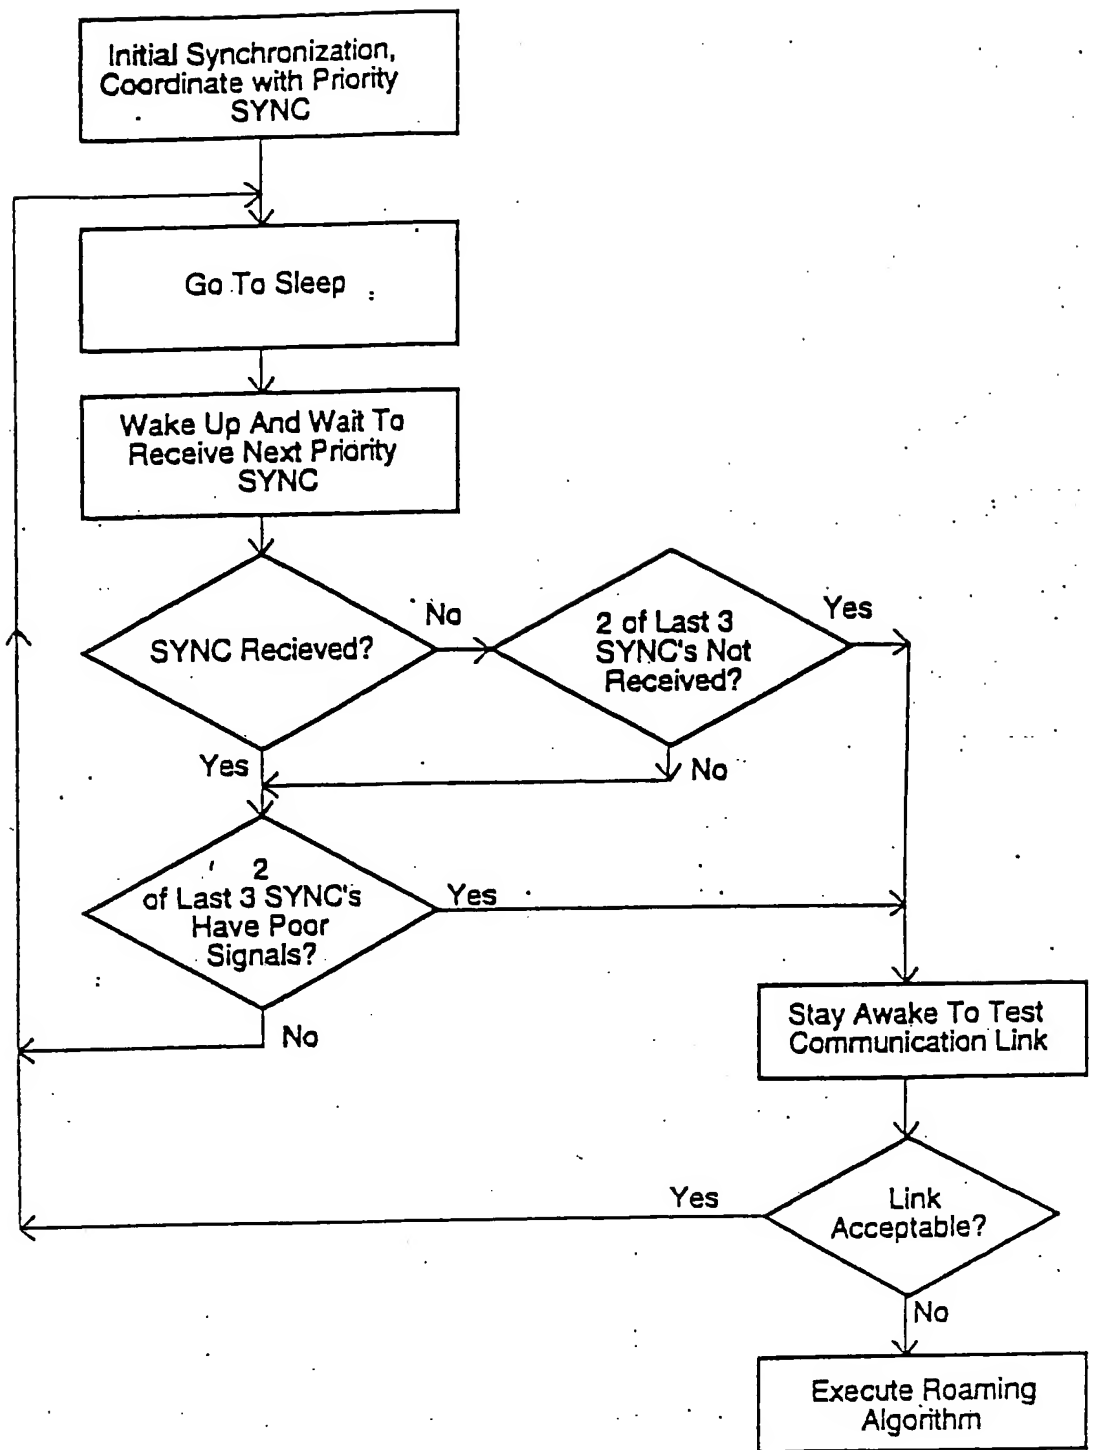 Initial Synchronization,
Coordinate with Priority
SYNC
Go To Sleep
Wake Up And Wait To
Receive Next Priority
SYNC
SYNC Recieved?
No
2 of Last 3
SYNC's Not
Received?
Yes
Yes
No
2
of Last 3 SYNC's
Have Poor
Signals?
Yes
No
Stay Awake To Test
Communication Link
Yes
Link
Acceptable?
No
Execute Roaming
Algorithm